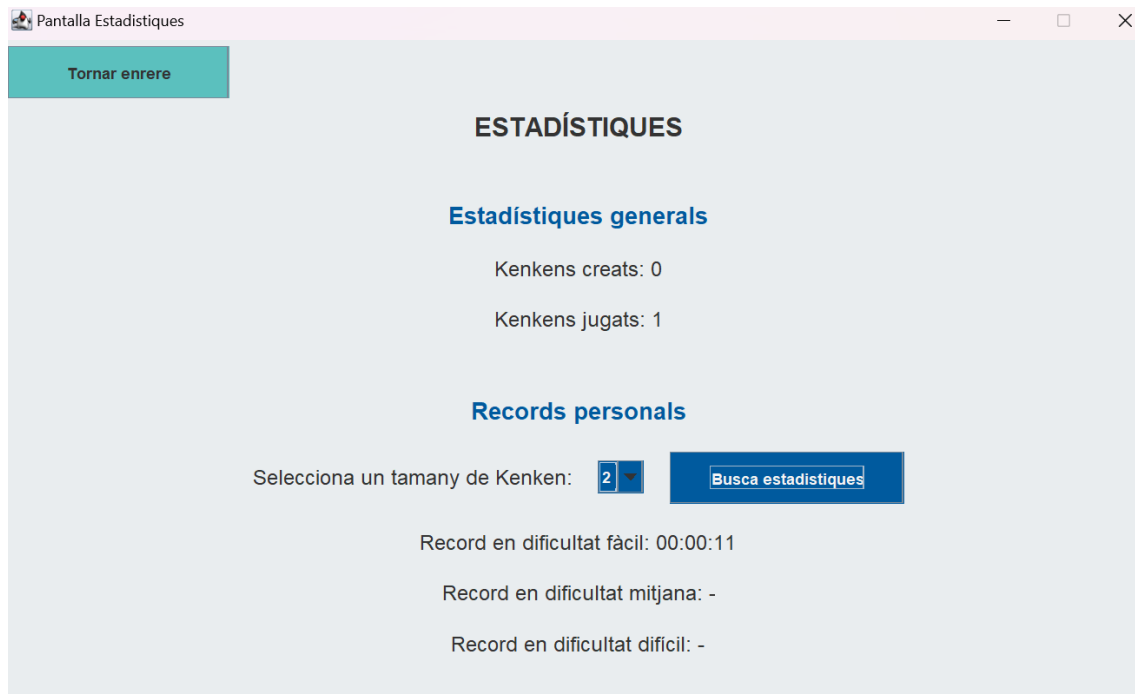 Pantalla Estadistiques
Tornar enrere
ESTADÍSTIQUES
Estadístiques generals
Kenkens creats: 0
Kenkens jugats: 1
Records personals
Selecciona un tamany de Kenken: 2 Busca estadistiques
Record en dificultat fàcil: 00:00:11
Record en dificultat mitjana: -
Record en dificultat difícil: -